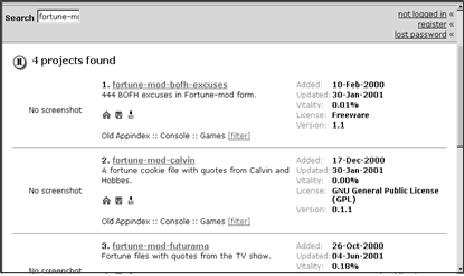 Search fortune-mo
not logged in «
register «
lost password «
4 projects found
1. fortune-mod-bofh-excuses
444 BOFH excuses in Fortune-mod form.
No screenshot
Old Appindex :: Console :: Games [filter]
Added: 10-Feb-2000
Updated: 30-Jan-2001
Vitality: 0.01%
License: Freeware
Version: 1.1
2. fortune-mod-calvin
A fortune cookie file with quotes from Calvin and
Hobbes.
No screenshot
Old Appindex :: Console :: Games [filter]
Added: 17-Dec-2000
Updated: 30-Jan-2001
Vitality: 0.00%
License: GNU General Public License
(GPL)
Version: 0.1.1
3. fortune-mod-futurama
Fortune files with quotes from the TV show.
No screenshot
Added: 26-Oct-2000
Updated: 04-Jun-2001
Vitality: 0.18%